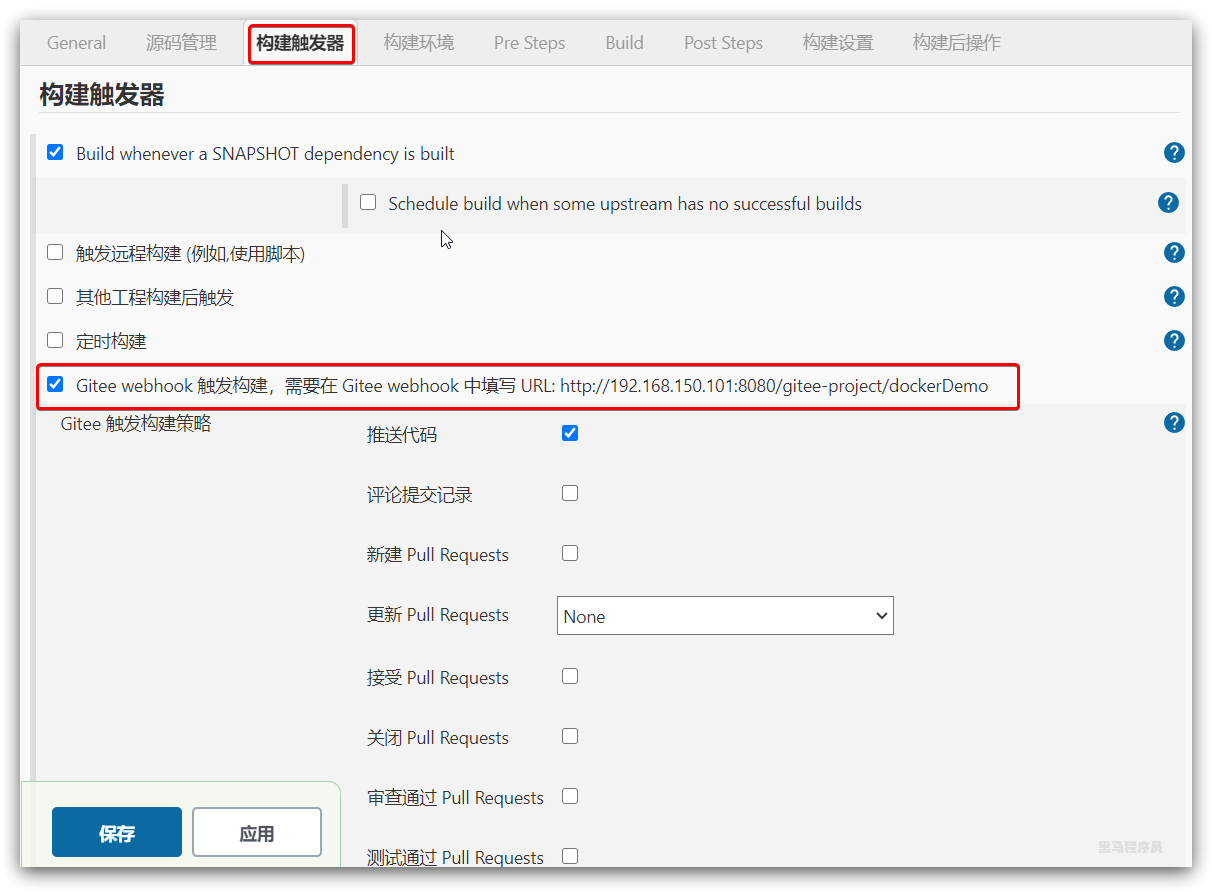 General 源码管理 构建触发器 构建环境 Pre Steps Build Post Steps 构建设置 构建后操作
构建触发器
Build whenever a SNAPSHOT dependency is built
Schedule build when some upstream has no successful builds
触发远程构建 (例如,使用脚本)
其他工程构建后触发
定时构建
Gitee webhook 触发构建，需要在 Gitee webhook 中填写 URL: http://192.168.150.101:8080/gitee-project/dockerDemo
Gitee 触发构建策略
推送代码
评论提交记录
新建 Pull Requests
更新 Pull Requests None
接受 Pull Requests
关闭 Pull Requests
审查通过 Pull Requests
测试通过 Pull Requests
保存 应用
黑马程序员